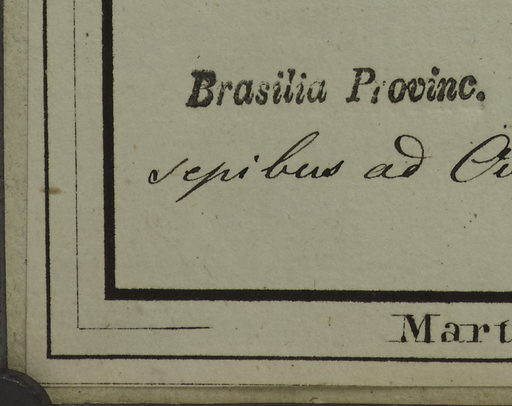 Brasilia Provinc.
sepibus ad
Mart